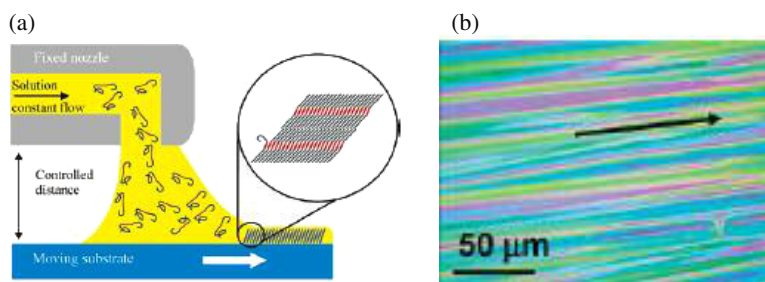 (a)
(b)
Fixed nozzle
Solution
constant flow
Controlled
distance
Moving substrate
50 μm